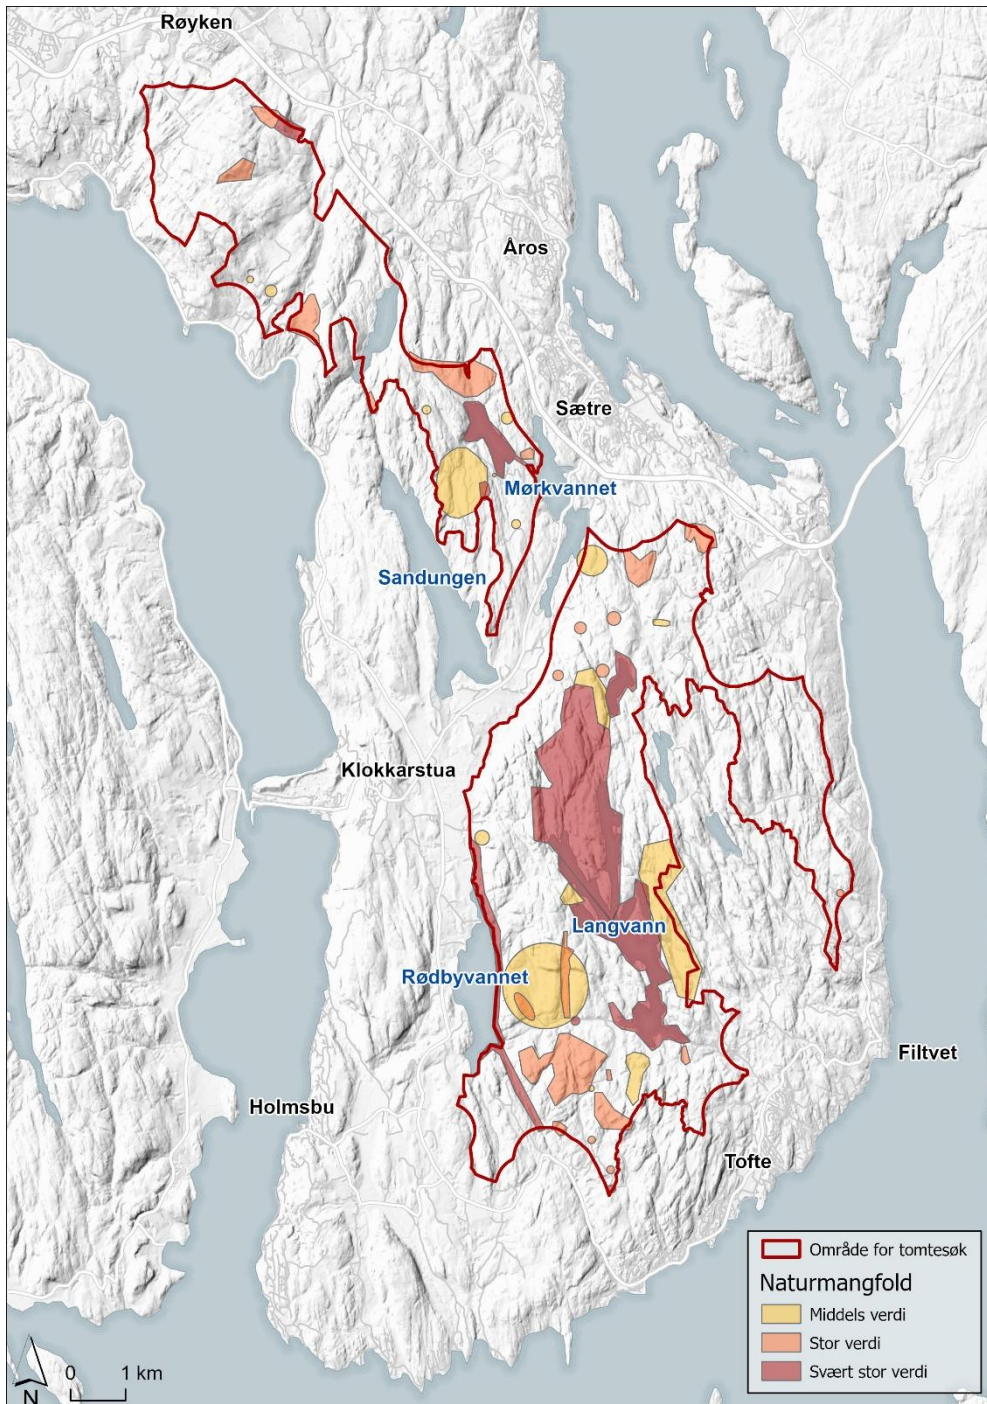 Røyken
Åros
Sætre
Mørkvannet
Sandungen
Klokkarstua
Langvann
Rødbyvannet
Filtvet
Holmsbu
Tofte
Område for tomtesøk
Naturmangfold
Middels verdi
Stor verdi
Svært stor verdi
N
0 1 km